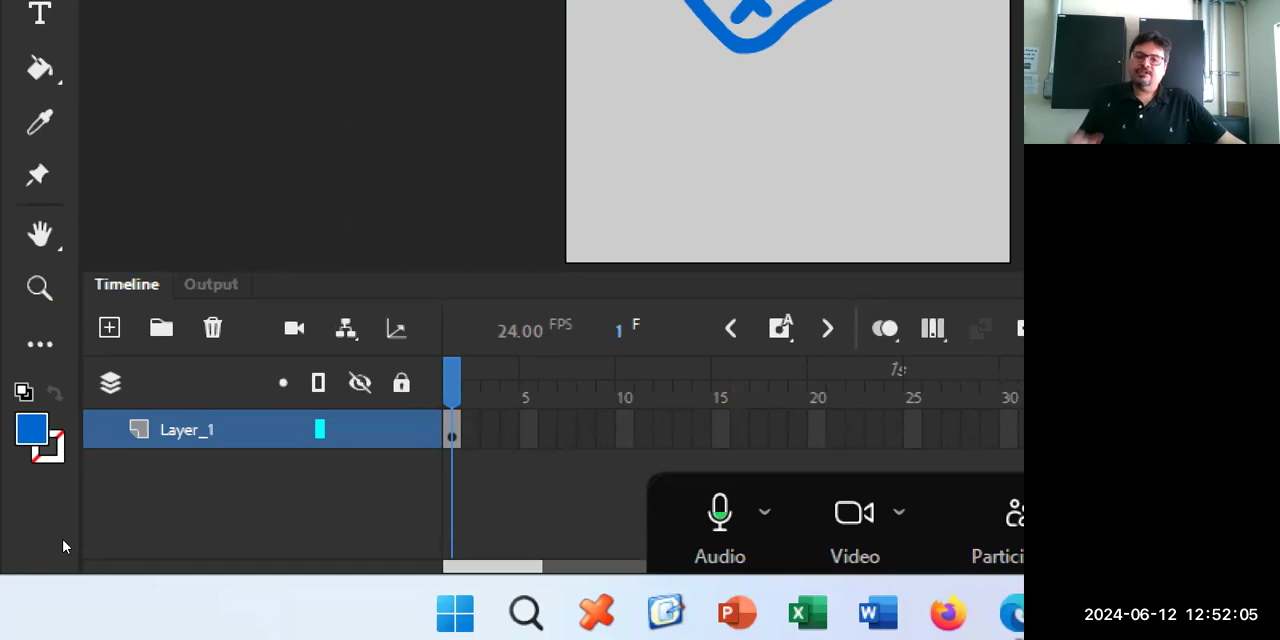 T
Timeline Output
24.00 FPS 1 F
A
1s
5 10 15 20 25 30
Layer_1
Audio Video Partici
2024-06-12 12:52:05